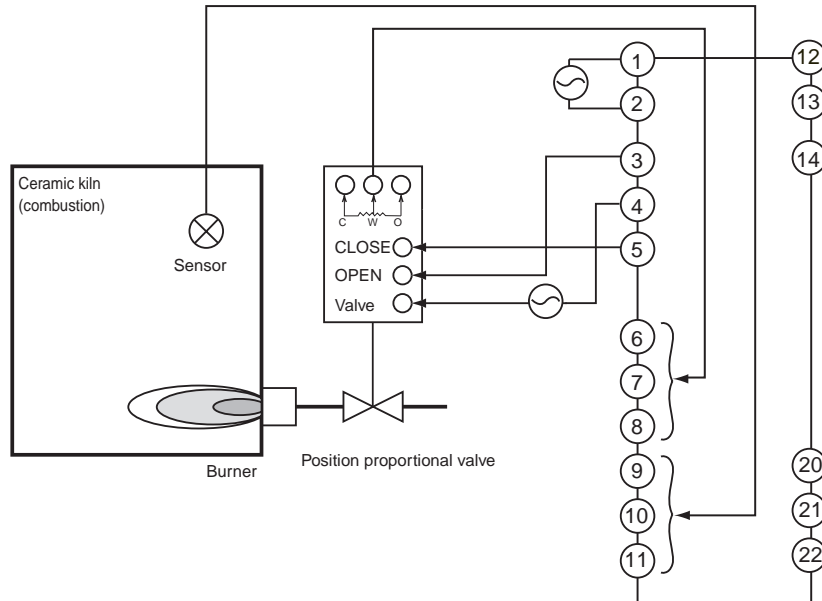 Ceramic kiln
(combustion)
Sensor
Burner
C W O
CLOSE
OPEN
Valve
Position proportional valve
1
2
3
4
5
6
7
8
9
10
11
12
13
14
20
21
22